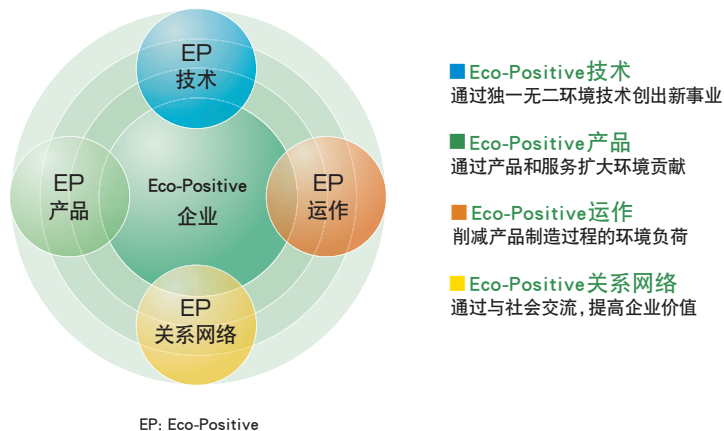 EP
技术
EP
产品
Eco-Positive
企业
EP
运作
EP
关系网络
EP: Eco-Positive
Eco-Positive技术
通过独一无二环境技术创出新事业
Eco-Positive产品
通过产品和服务扩大环境贡献
Eco-Positive运作
削减产品制造过程的环境负荷
Eco-Positive关系网络
通过与社会交流，提高企业价值